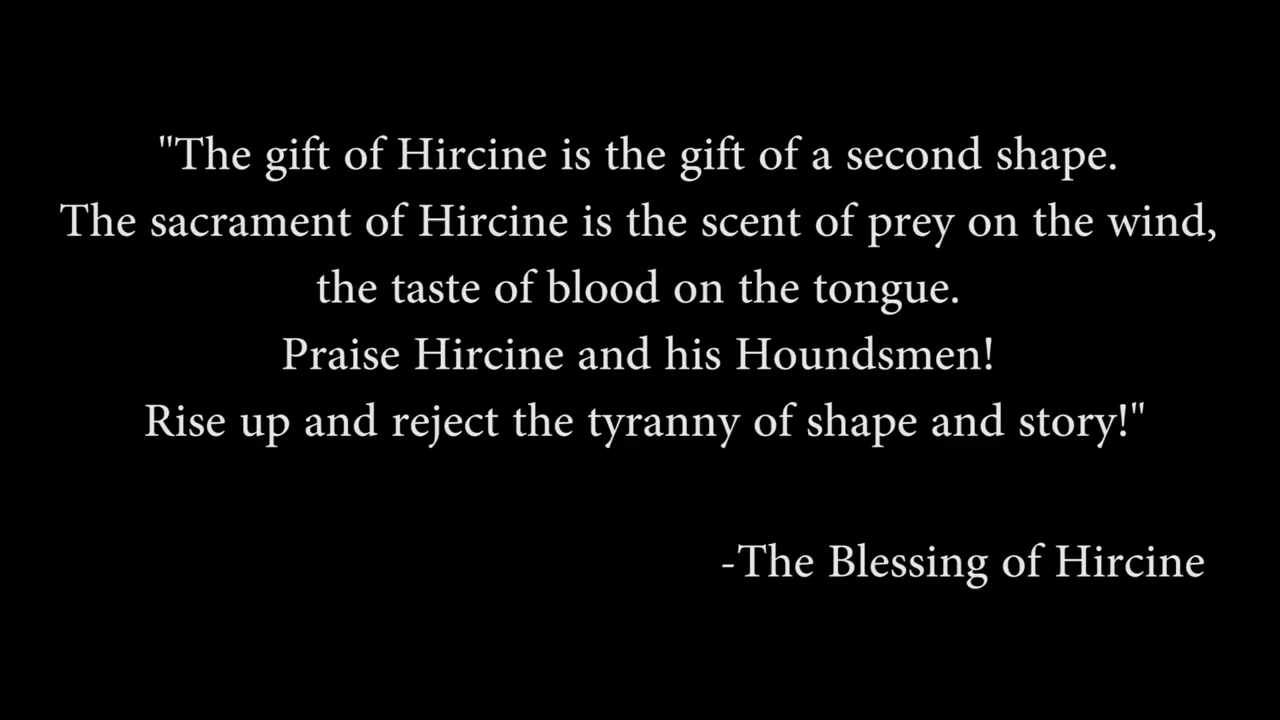 "The gift of Hircine is the gift of a second shape.
The sacrament of Hircine is the scent of prey on the wind,
the taste of blood on the tongue.
Praise Hircine and his Houndsmen!
Rise up and reject the tyranny of shape and story!"
-The Blessing of Hircine